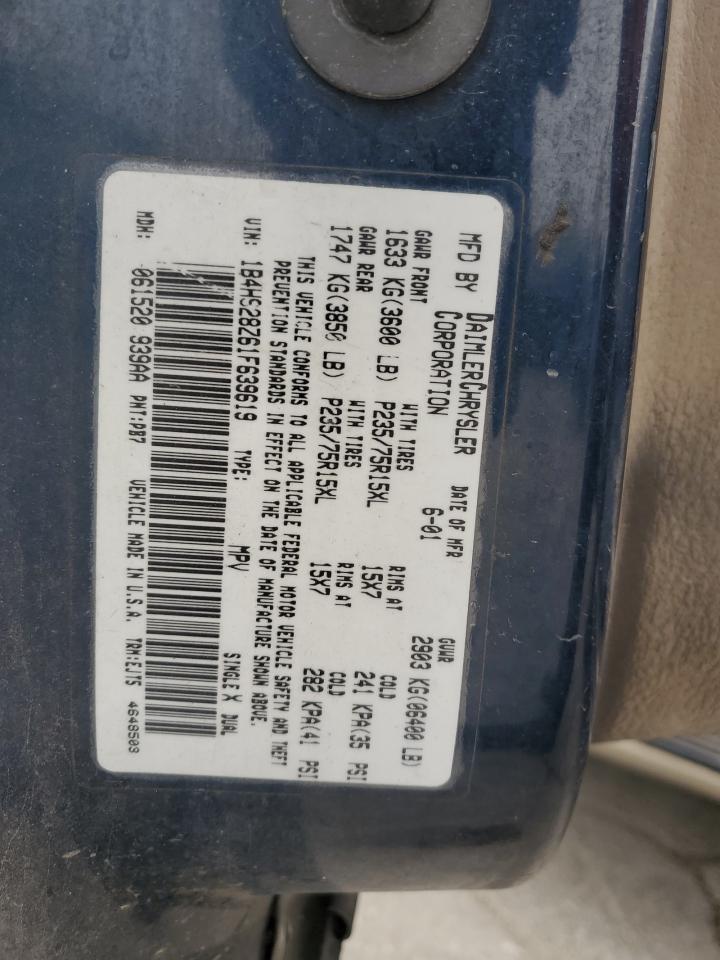 MFD BY DAIMLERCHRYSLER CORPORATION DATE OF MFR 6-01 GVWR 2903 KG(06400 LB)
GAWR FRONT WITH TIRES RIMS AT COLD
1633 KG(3600 LB) P235/75R15XL 15X7 241 KPA(35 PSI
GAWR REAR WITH TIRES RIMS AT COLD
1747 KG(3850 LB) P235/75R15XL 15X7 282 KPA(41 PSI
THIS VEHICLE CONFORMS TO ALL APPLICABLE FEDERAL MOTOR VEHICLE SAFETY AND THEFT
PREVENTION STANDARDS IN EFFECT ON THE DATE OF MANUFACTURE SHOWN ABOVE.
VIN: 1B4HS28Z61F639619 TYPE: MPV SINGLE X DUAL
MDH: 061520 939AA PNT:PB7 VEHICLE MADE IN U.S.A. TRM:EJT5 4648503